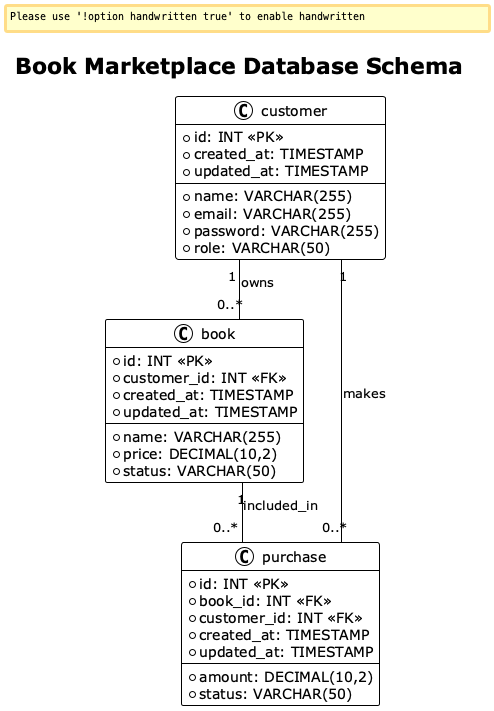 Please use '!option handwritten true' to enable handwritten
Book Marketplace Database Schema
C customer
id: INT «PK»
created_at: TIMESTAMP
updated_at: TIMESTAMP
name: VARCHAR(255)
email: VARCHAR(255)
password: VARCHAR(255)
role: VARCHAR(50)
1
1
owns
0..*
C book
id: INT «PK»
customer_id: INT «FK»
created_at: TIMESTAMP
updated_at: TIMESTAMP
name: VARCHAR(255)
price: DECIMAL(10,2)
status: VARCHAR(50)
makes
1
included_in
0..*
0..*
C purchase
id: INT «PK»
book_id: INT «FK»
customer_id: INT «FK»
created_at: TIMESTAMP
updated_at: TIMESTAMP
amount: DECIMAL(10,2)
status: VARCHAR(50)